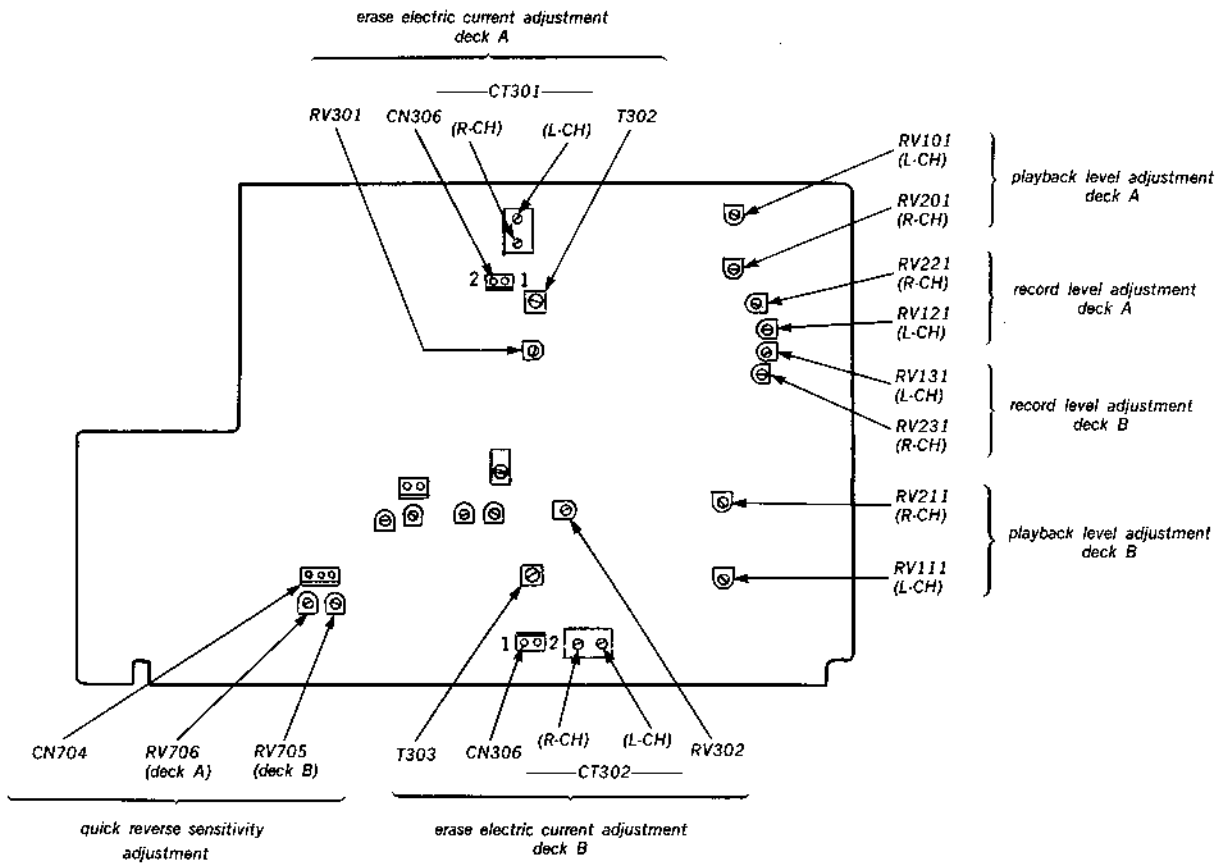 erase electric current adjustment
deck A
CT301
RV301
CN306
(R-CH)
(L-CH)
T302
RV101
(L-CH)
playback level adjustment
deck A
RV201
(R-CH)
RV221
(R-CH)
record level adjustment
deck A
RV121
(L-CH)
2
1
RV131
(L-CH)
record level adjustment
deck B
RV231
(R-CH)
RV211
(R-CH)
playback level adjustment
deck B
RV111
(L-CH)
1
2
CN704
RV706
(deck A)
RV705
(deck B)
T303
CN306
(R-CH)
(L-CH)
RV302
CT302
quick reverse sensitivity
adjustment
erase electric current adjustment
deck B